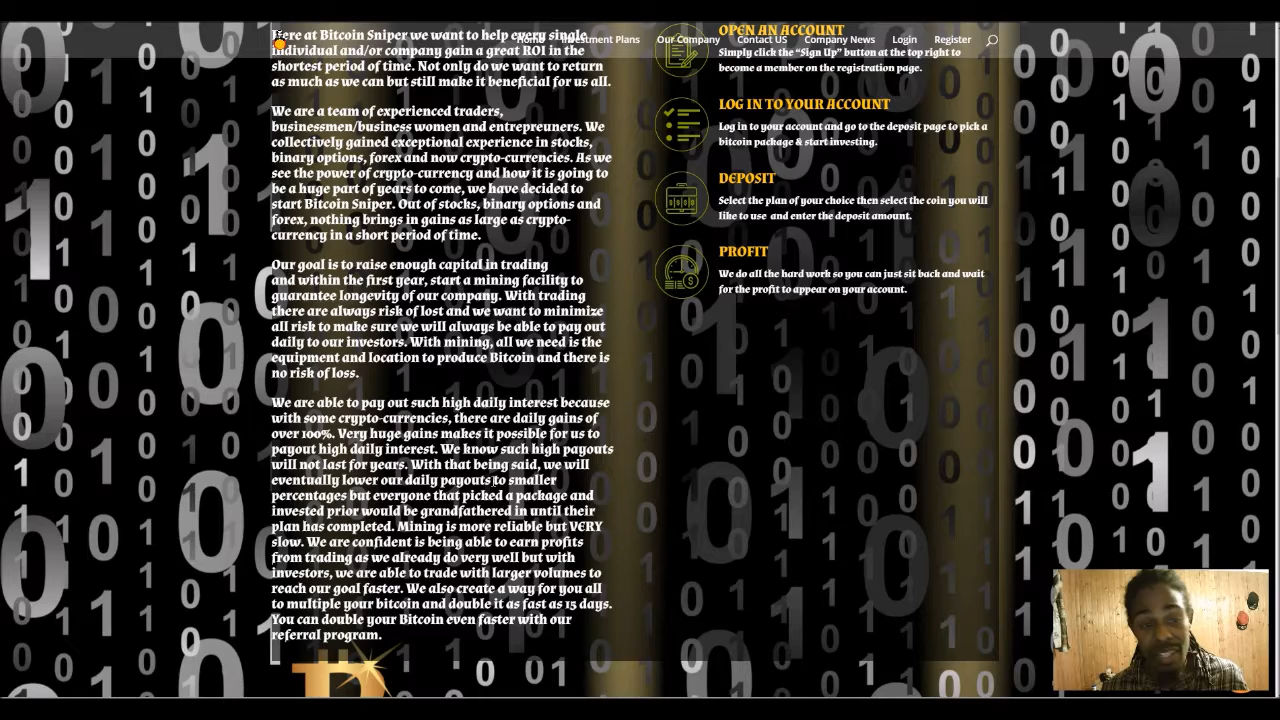 Home Investment Plans Our Company Contact US Company News Login Register
Here at Bitcoin Sniper we want to help every single
individual and/or company gain a great ROI in the
shortest period of time. Not only do we want to return
as much as we can but still make it beneficial for us all.
We are a team of experienced traders,
businessmen/business women and entrepreuners. We
collectively gained exceptional experience in stocks,
binary options, forex and now crypto-currencies. As we
see the power of crypto-currency and how it is going to
be a huge part of years to come, we have decided to
start Bitcoin Sniper. Out of stocks, binary options and
forex, nothing brings in gains as large as crypto-
currency in a short period of time.
Our goal is to raise enough capital in trading
and within the first year, start a mining facility to
guarantee longevity of our company. With trading
there are always risk of lost and we want to minimize
all risk to make sure we will always be able to pay out
daily to our investors. With mining, all we need is the
equipment and location to produce Bitcoin and there is
no risk of loss.
We are able to pay out such high daily interest because
with some crypto-currencies, there are daily gains of
over 100%. Very huge gains makes it possible for us to
payout high daily interest. We know such high payouts
will not last for years. With that being said, we will
eventually lower our daily payouts to smaller
percentages but everyone that picked a package and
invested prior would be grandfathered in until their
plan has completed. Mining is more reliable but VERY
slow. We are confident is being able to earn profits
from trading as we already do very well but with
investors, we are able to trade with larger volumes to
reach our goal faster. We also create a way for you all
to multiple your bitcoin and double it as fast as 15 days.
You can double your Bitcoin even faster with our
referral program.
OPEN AN ACCOUNT
Simply click the “Sign Up” button at the top right to
become a member on the registration page.
LOG IN TO YOUR ACCOUNT
Log in to your account and go to the deposit page to pick a
bitcoin package & start investing.
DEPOSIT
Select the plan of your choice then select the coin you will
like to use and enter the deposit amount.
PROFIT
We do all the hard work so you can just sit back and wait
for the profit to appear on your account.